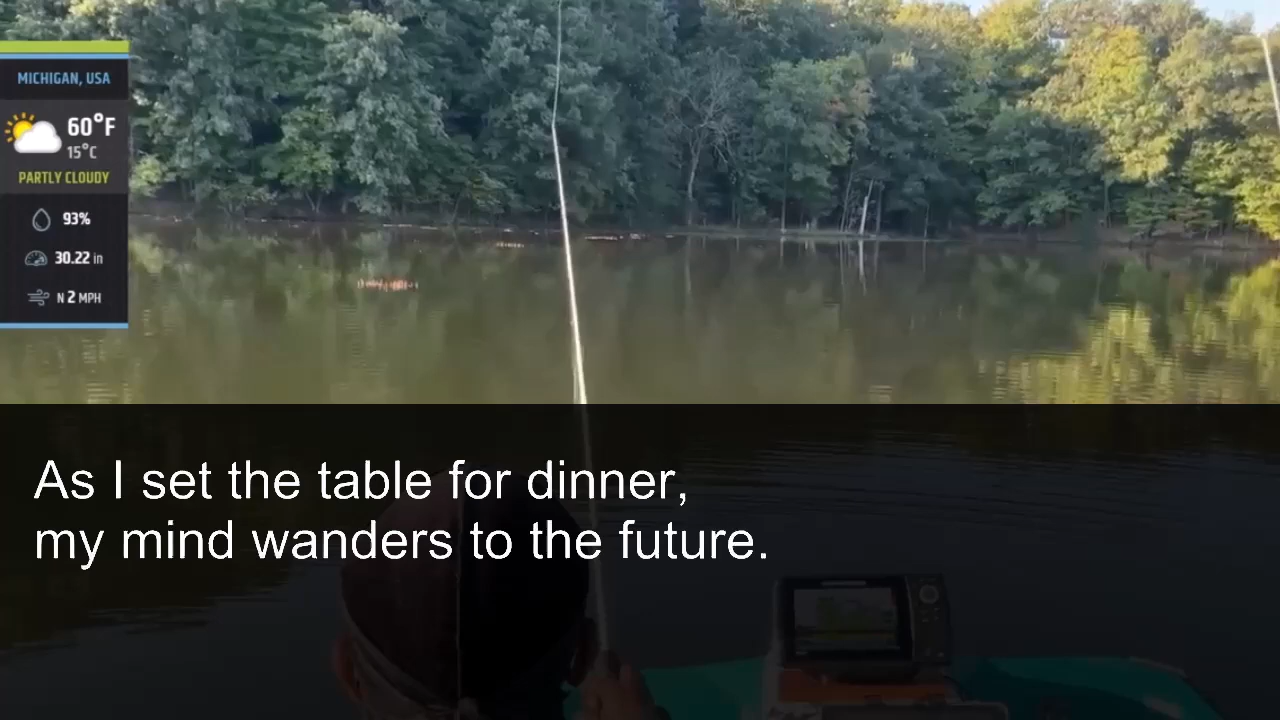 MICHIGAN, USA
60°F
15°C
PARTLY CLOUDY
93%
30.22 in
N 2 MPH
As I set the table for dinner,
my mind wanders to the future.